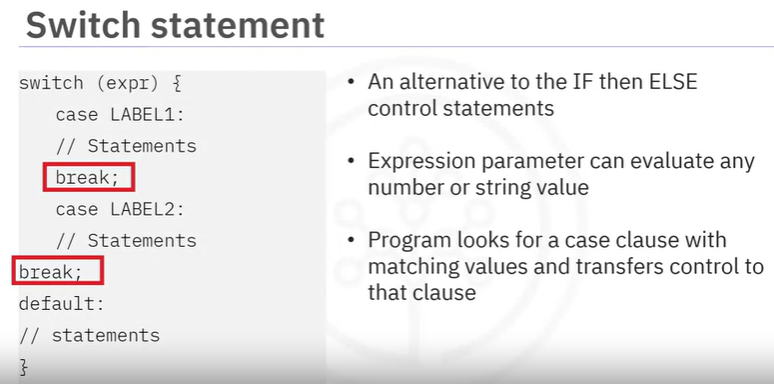 Switch statement
switch (expr) {
case LABEL1:
// Statements
break;
case LABEL2:
// Statements
break;
default:
// statements
}
• An alternative to the IF then ELSE
control statements
• Expression parameter can evaluate any
number or string value
• Program looks for a case clause with
matching values and transfers control to
that clause